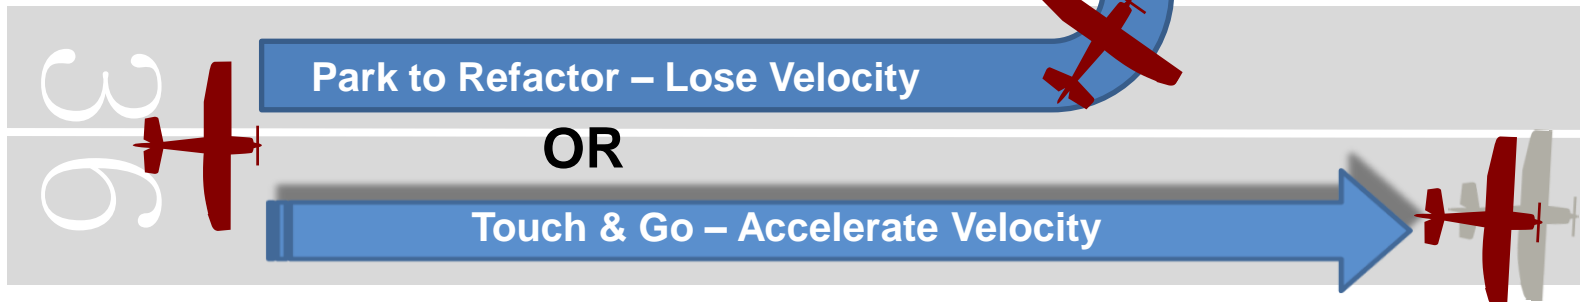 36
Park to Refactor – Lose Velocity
OR
Touch & Go – Accelerate Velocity